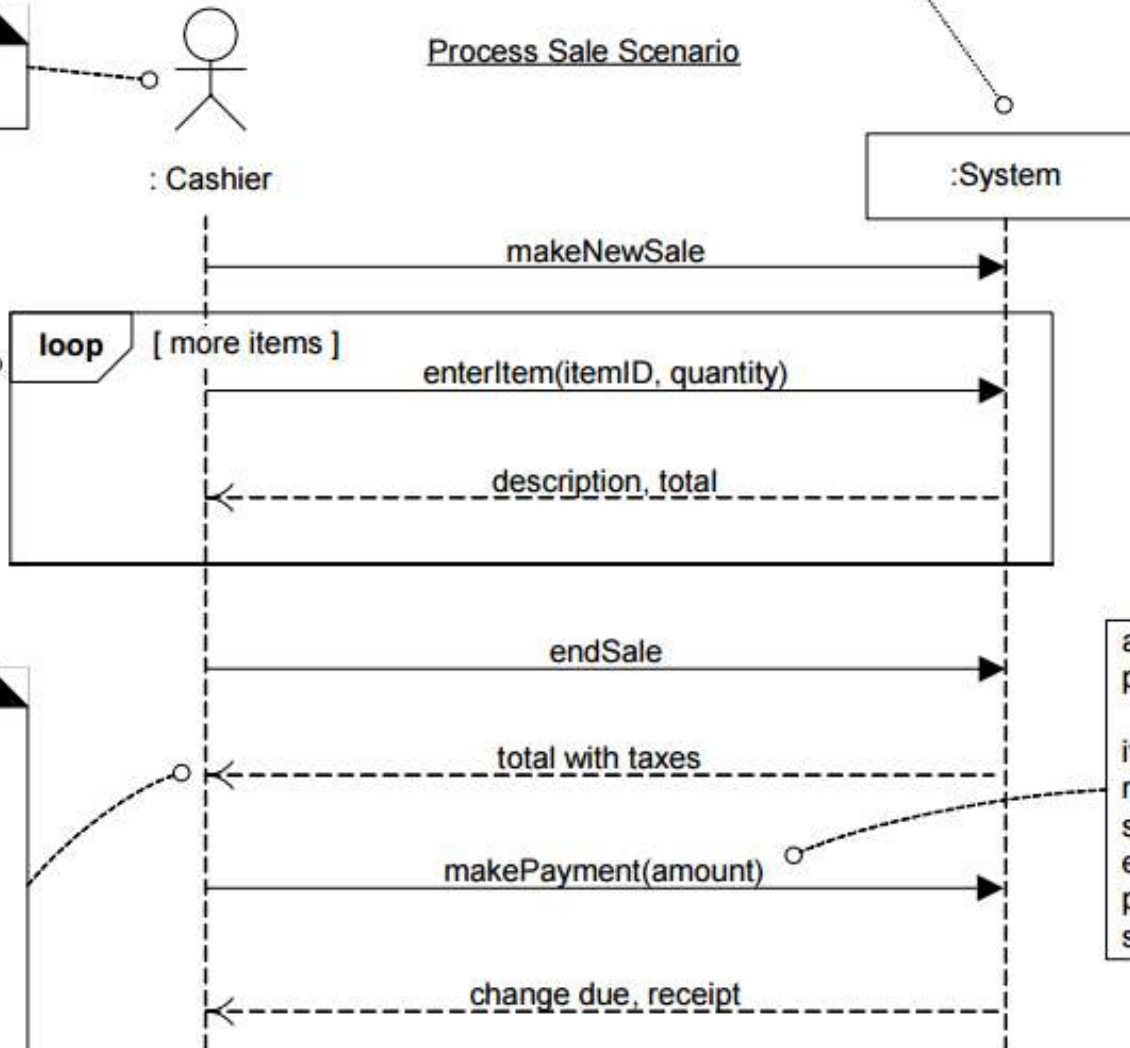 Process Sale Scenario
: Cashier
:System
makeNewSale
loop
[ more items ]
enterItem(itemID, quantity)
description, total
endSale
total with taxes
makePayment(amount)
change due, receipt